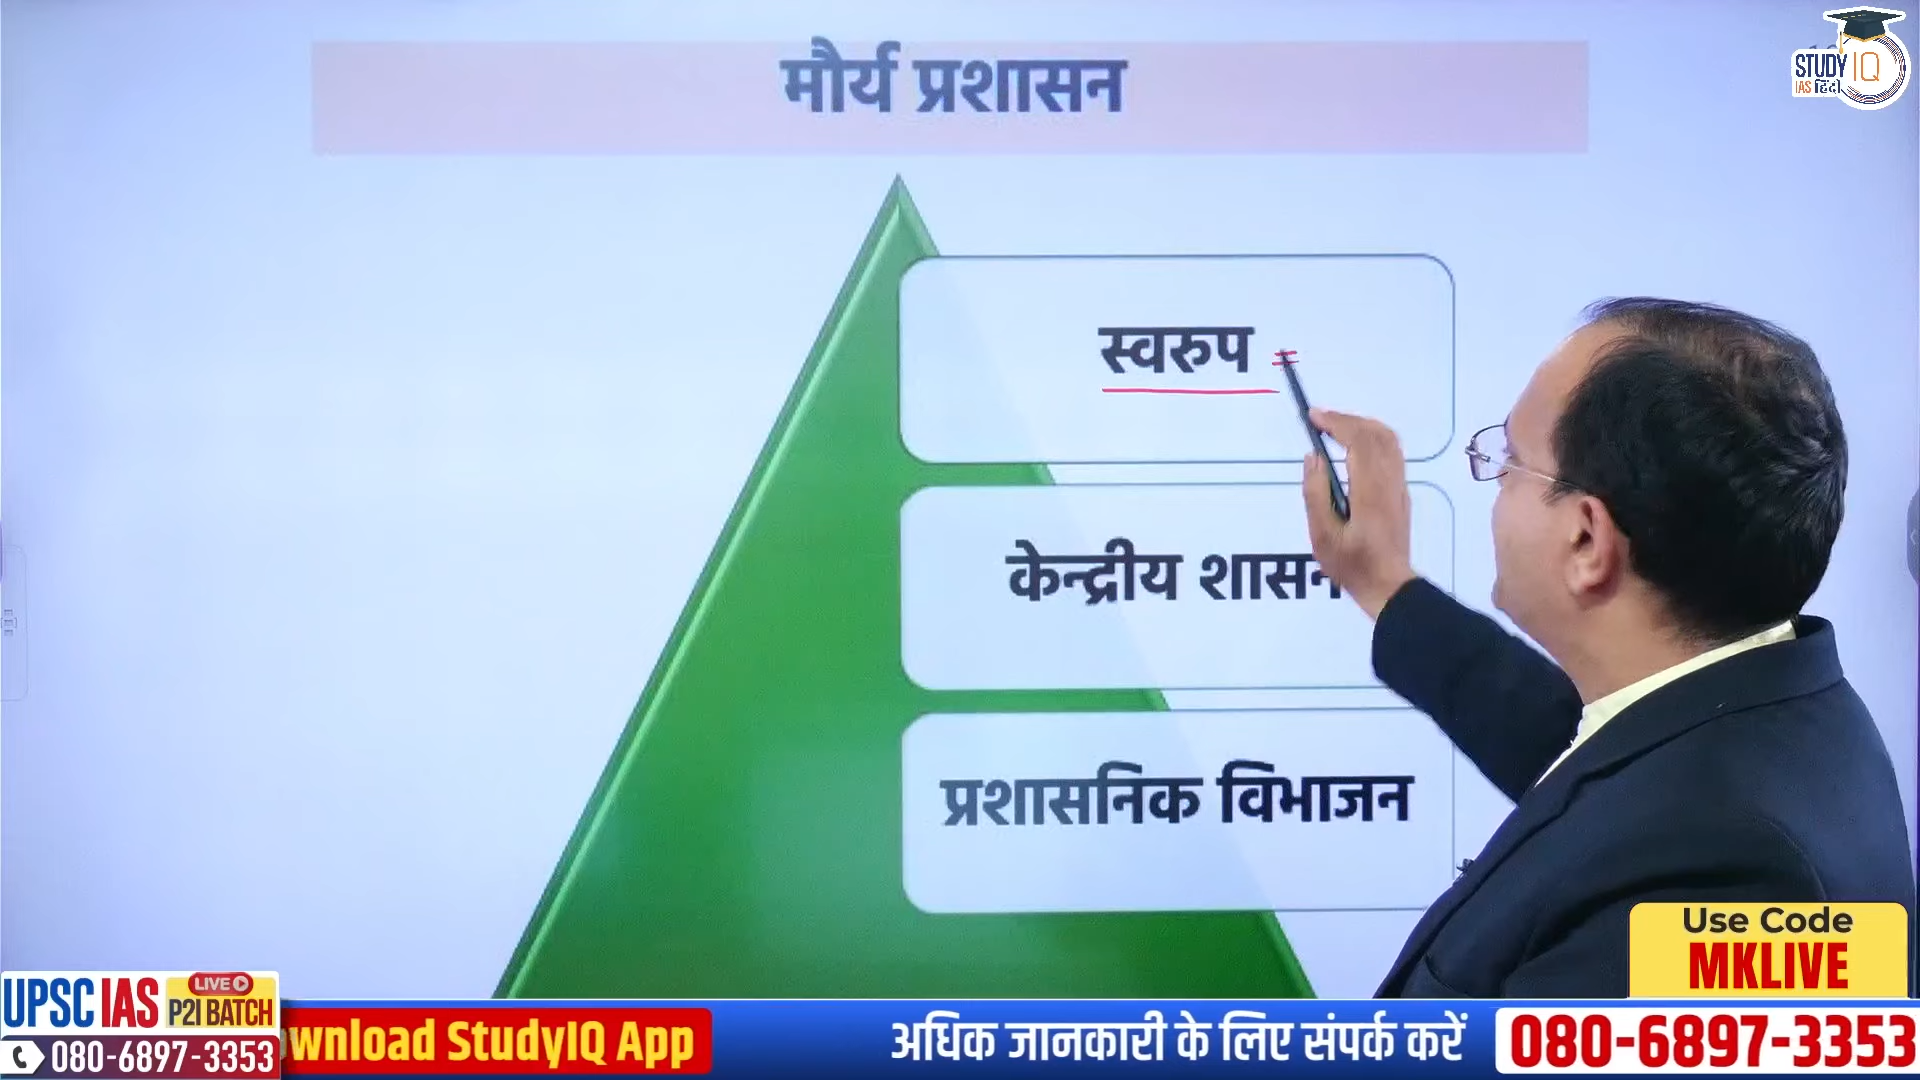 मौर्य प्रशासन
STUDY IQ
IAS हिंदी
स्वरुप
केन्द्रीय शासन
प्रशासनिक विभाजन
Use Code
MKLIVE
UPSC IAS
LIVE
P2I BATCH
080-6897-3353
wnload StudyIQ App
अधिक जानकारी के लिए संपर्क करें
080-6897-3353